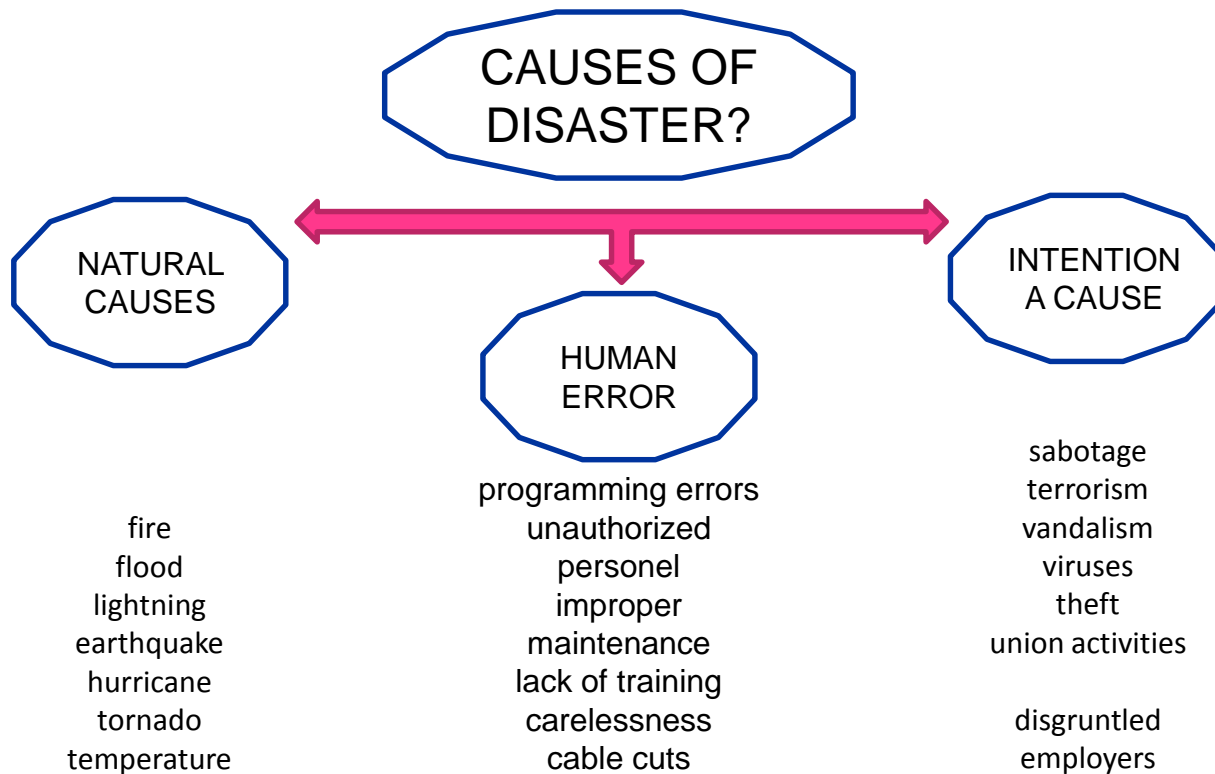 CAUSES OF
DISASTER?
NATURAL
CAUSES
HUMAN
ERROR
INTENTION
A CAUSE
fire
flood
lightning
earthquake
hurricane
tornado
temperature
programming errors
unauthorized
personel
improper
maintenance
lack of training
carelessness
cable cuts
sabotage
terrorism
vandalism
viruses
theft
union activities
disgruntled
employers